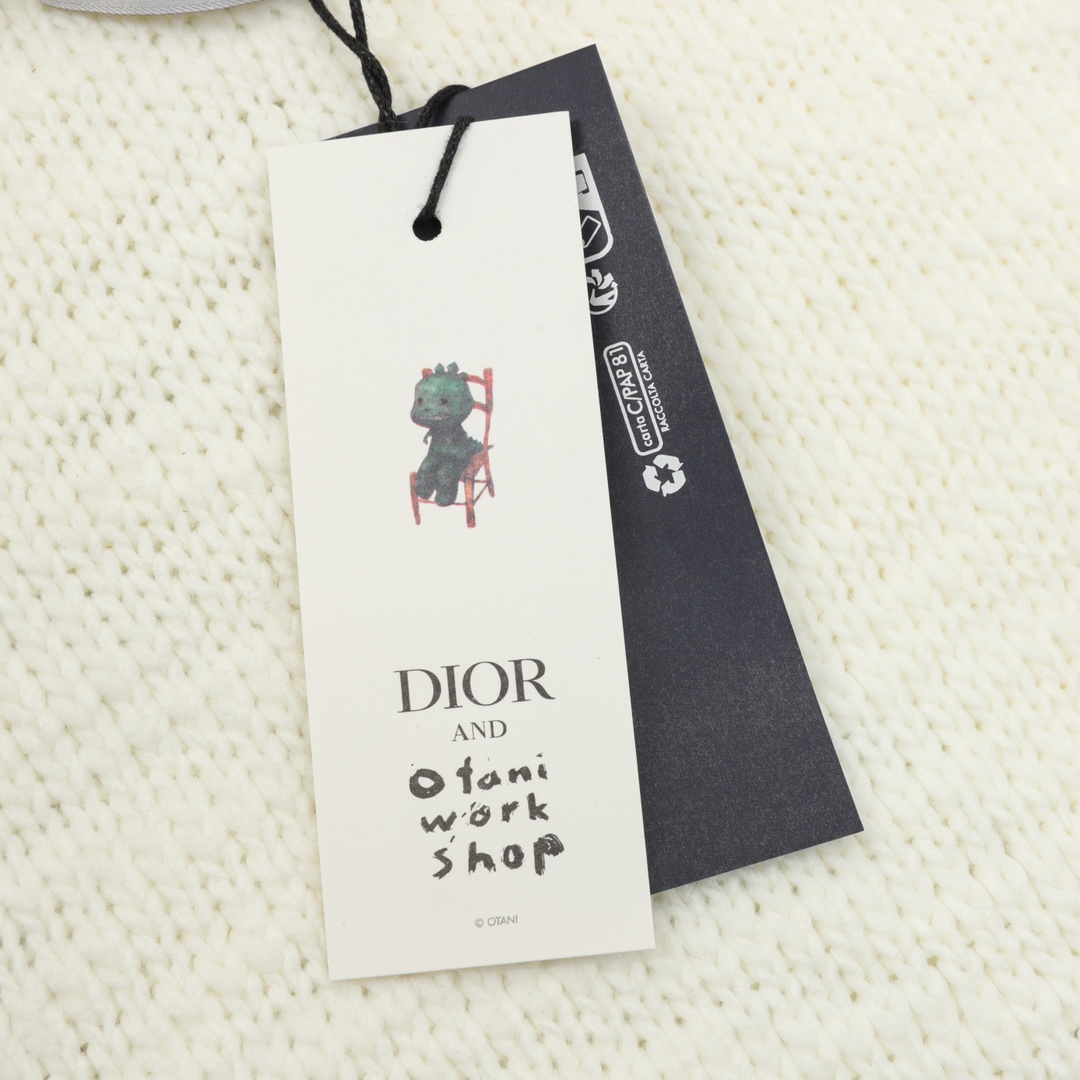 DIOR
AND
otani
work
shop
© OTANI
carta C/PAP 81
RACCOLTA CARTA